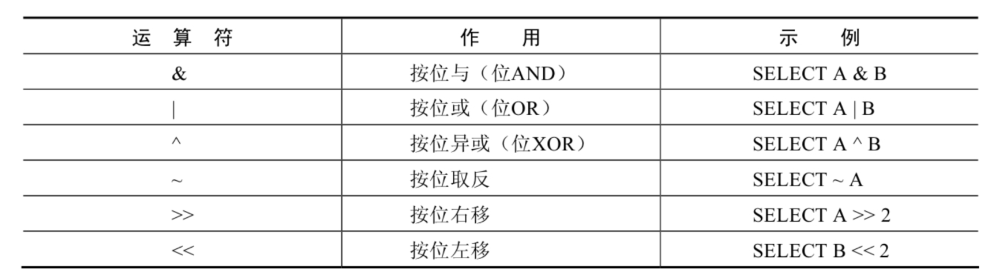 运 算 符 作 用 示 例
& 按位与（位AND） SELECT A & B
| 按位或（位OR） SELECT A | B
^ 按位异或（位XOR） SELECT A ^ B
~ 按位取反 SELECT ~ A
>> 按位右移 SELECT A >> 2
<< 按位左移 SELECT B << 2